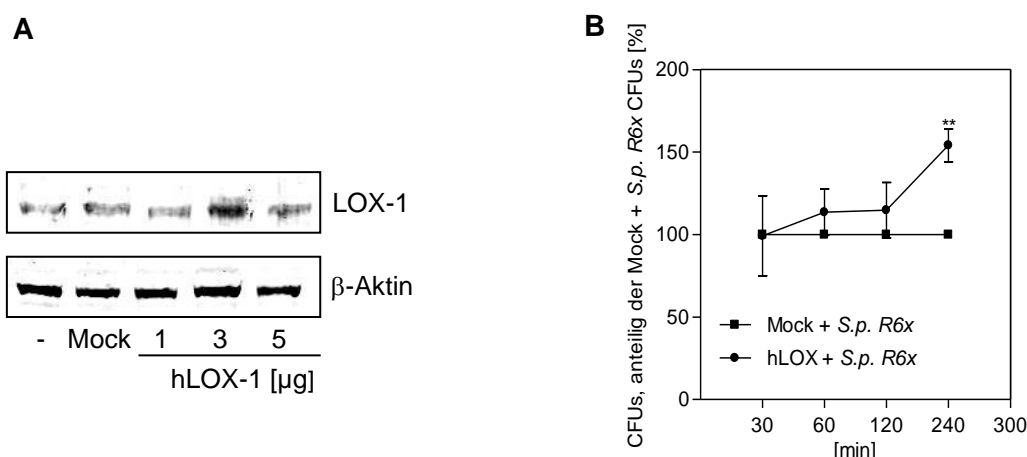 A
LOX-1
β-Aktin
- Mock 1 3 5
hLOX-1 [µg]
B
CFUs, anteilig der Mock + S.p. R6x CFUs [%]
200
150
100
50
0
**
Mock + S.p. R6x
hLOX + S.p. R6x
30 60 120 240 300
[min]